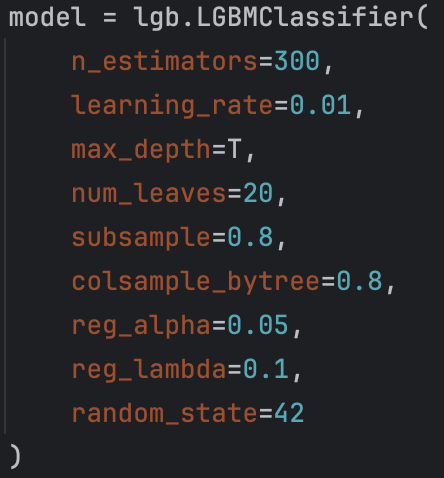 model = lgb.LGBMClassifier(
    n_estimators=300,
    learning_rate=0.01,
    max_depth=T,
    num_leaves=20,
    subsample=0.8,
    colsample_bytree=0.8,
    reg_alpha=0.05,
    reg_lambda=0.1,
    random_state=42
)